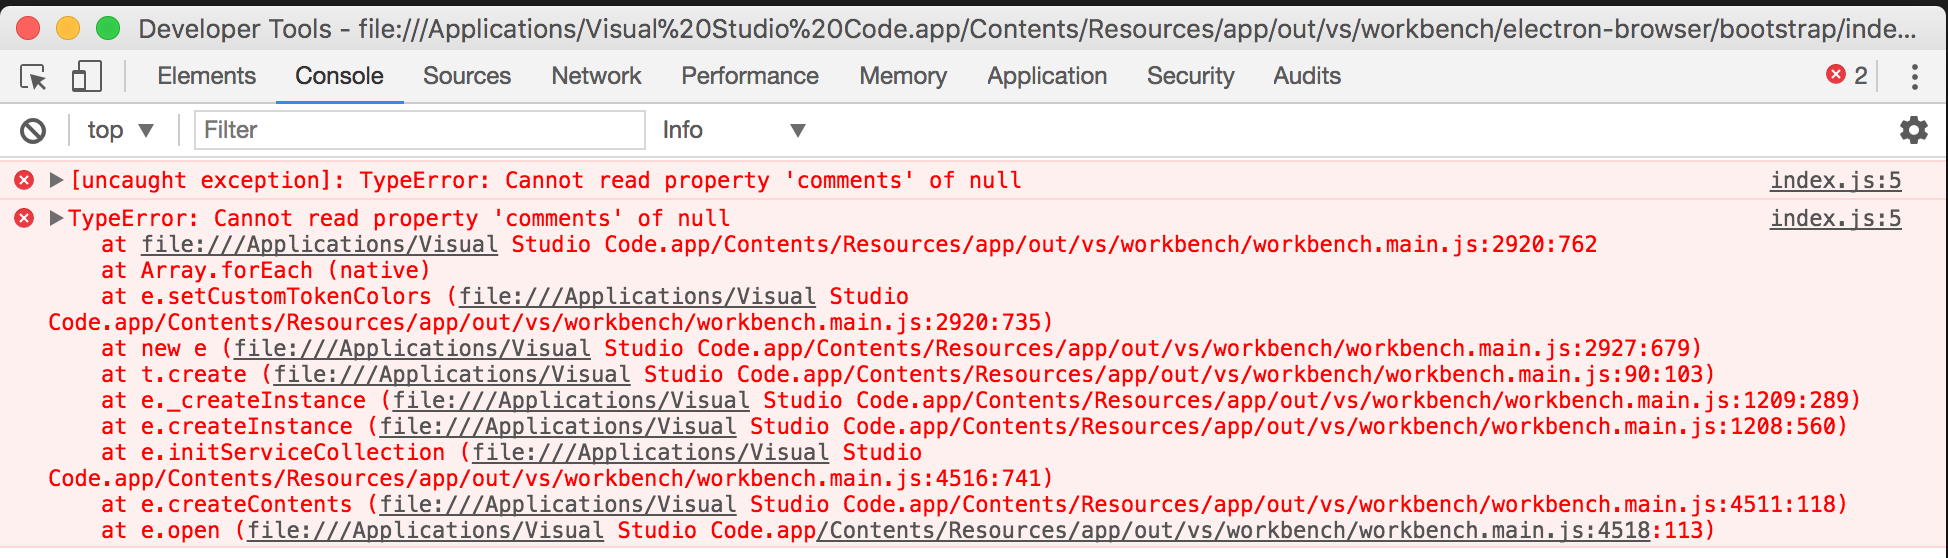 Developer Tools - file:///Applications/Visual%20Studio%20Code.app/Contents/Resources/app/out/vs/workbench/electron-browser/bootstrap/inde...
Elements Console Sources Network Performance Memory Application Security Audits 2
top Filter Info
[uncaught exception]: TypeError: Cannot read property 'comments' of null index.js:5
TypeError: Cannot read property 'comments' of null index.js:5
at file:///Applications/Visual Studio Code.app/Contents/Resources/app/out/vs/workbench/workbench.main.js:2920:762
at Array.forEach (native)
at e.setCustomTokenColors (file:///Applications/Visual Studio
Code.app/Contents/Resources/app/out/vs/workbench/workbench.main.js:2920:735)
at new e (file:///Applications/Visual Studio Code.app/Contents/Resources/app/out/vs/workbench/workbench.main.js:2927:679)
at t.create (file:///Applications/Visual Studio Code.app/Contents/Resources/app/out/vs/workbench/workbench.main.js:90:103)
at e._createInstance (file:///Applications/Visual Studio Code.app/Contents/Resources/app/out/vs/workbench/workbench.main.js:1209:289)
at e.createInstance (file:///Applications/Visual Studio Code.app/Contents/Resources/app/out/vs/workbench/workbench.main.js:1208:560)
at e.initServiceCollection (file:///Applications/Visual Studio
Code.app/Contents/Resources/app/out/vs/workbench/workbench.main.js:4516:741)
at e.createContents (file:///Applications/Visual Studio Code.app/Contents/Resources/app/out/vs/workbench/workbench.main.js:4511:118)
at e.open (file:///Applications/Visual Studio Code.app/Contents/Resources/app/out/vs/workbench/workbench.main.js:4518:113)